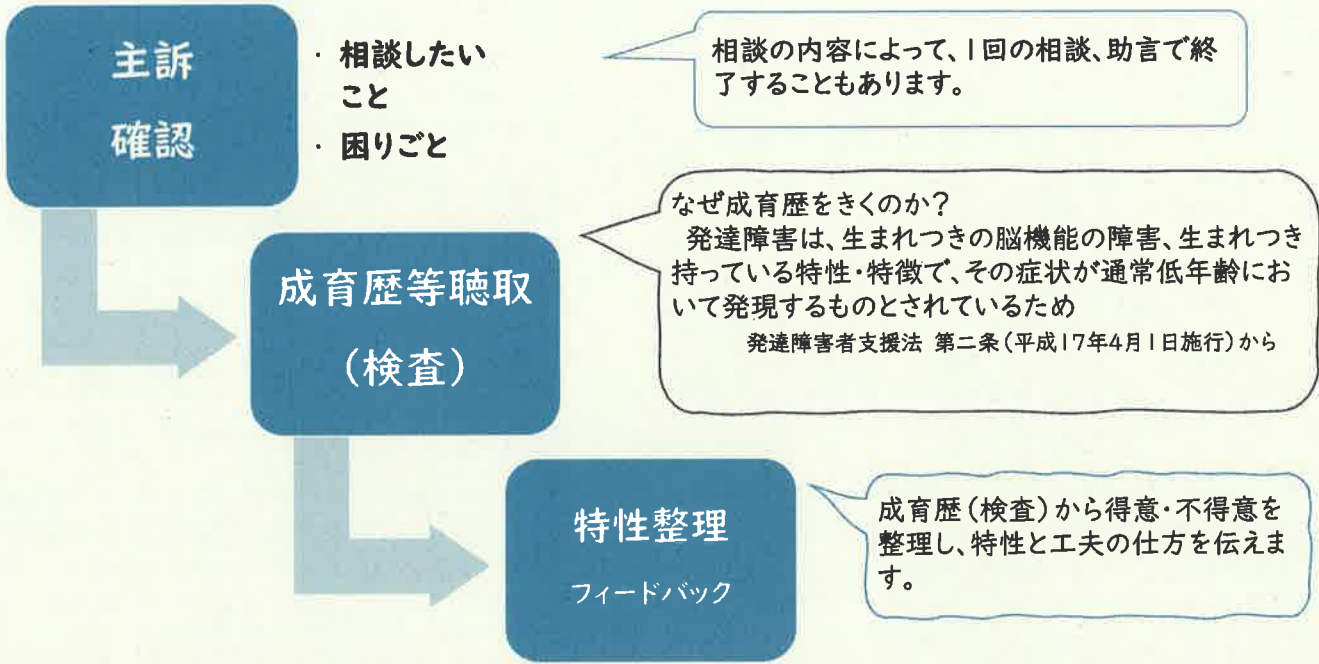 主訴
確認
・ 相談したい
こと
・ 困りごと
相談の内容によって、1回の相談、助言で終
了することもあります。
成育歴等聴取
(検査)
なぜ成育歴をきくのか?
発達障害は、生まれつきの脳機能の障害、生まれつき
持っている特性・特徴で、その症状が通常低年齢にお
いて発現するものとされているため
発達障害者支援法 第二条(平成17年4月1日施行)から
特性整理
フィードバック
成育歴(検査)から得意・不得意を
整理し、特性と工夫の仕方を伝えま
す。